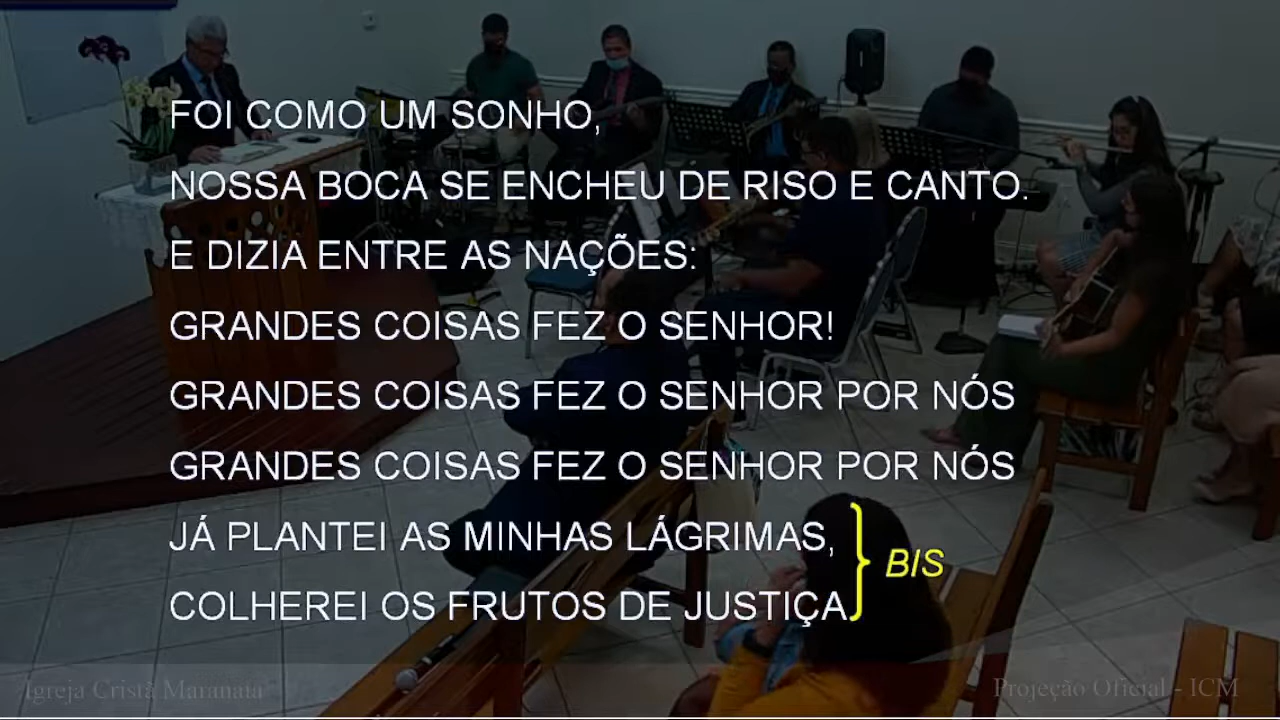 FOI COMO UM SONHO,
NOSSA BOCA SE ENCHEU DE RISO E CANTO.
E DIZIA ENTRE AS NAÇÕES:
GRANDES COISAS FEZ O SENHOR!
GRANDES COISAS FEZ O SENHOR POR NÓS
GRANDES COISAS FEZ O SENHOR POR NÓS
JÁ PLANTEI AS MINHAS LÁGRIMAS,
COLHEREI OS FRUTOS DE JUSTIÇA
BIS
Igreja Cristã Maranata
Projeção Oficial - ICM